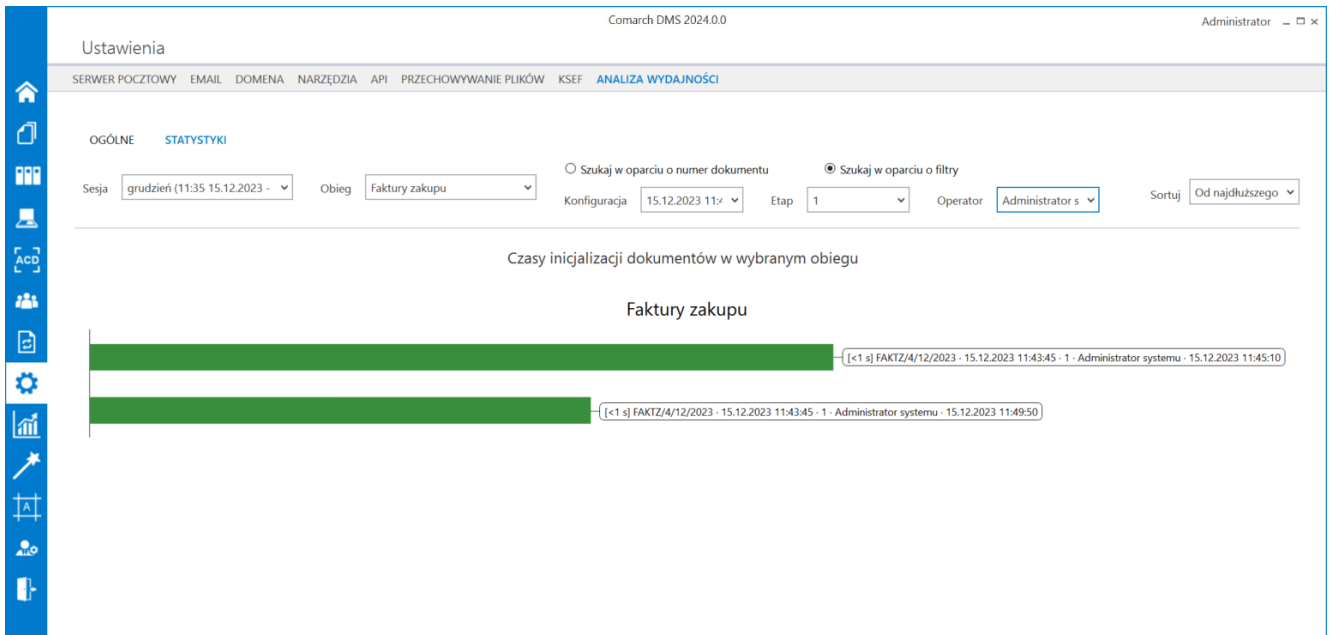 Comarch DMS 2024.0.0
Administrator
Ustawienia
SERWER POCZTOWY EMAIL DOMENA NARZĘDZIA API PRZECHOWYWANIE PLIKÓW KSEF ANALIZA WYDAJNOŚCI
OGÓLNE STATYSTYKI
Szukaj w oparciu o numer dokumentu Szukaj w oparciu o filtry
Sesja grudzień (11:35 15.12.2023 - Obieg Faktury zakupu Konfiguracja 15.12.2023 11:4 Etap 1 Operator Administrator s Sortuj Od najdłuższego
Czasy inicjalizacji dokumentów w wybranym obiegu
Faktury zakupu
[<1 s] FAKTZ/4/12/2023 - 15.12.2023 11:43:45 - 1 - Administrator systemu - 15.12.2023 11:45:10
[<1 s] FAKTZ/4/12/2023 - 15.12.2023 11:43:45 - 1 - Administrator systemu - 15.12.2023 11:49:50
ACD
A